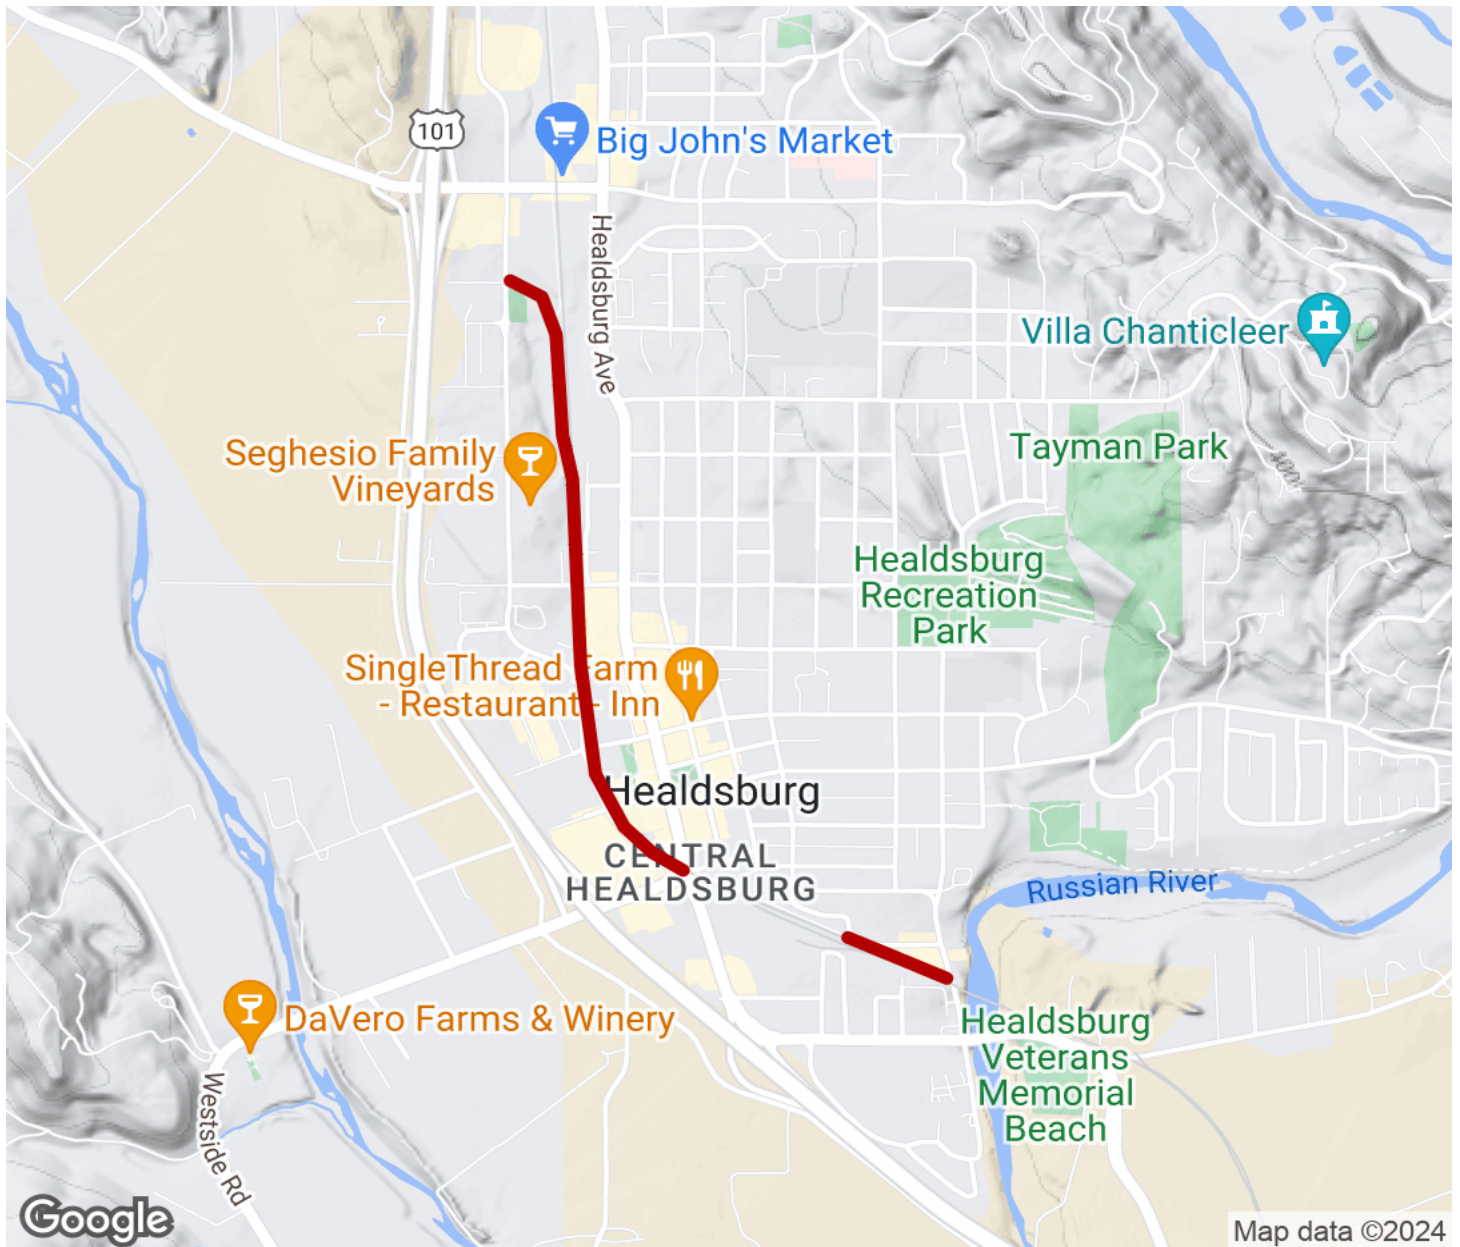 101
Big John's Market
Healdsburg Ave
Villa Chanticleer
Seghesio Family
Vineyards
Tayman Park
Healdsburg
Recreation
Park
SingleThread Farm
- Restaurant - Inn
Healdsburg
CENTRAL
HEALDSBURG
Russian River
DaVero Farms & Winery
Healdsburg
Veterans
Memorial
Beach
Westside Rd
Google
Map data ©2024